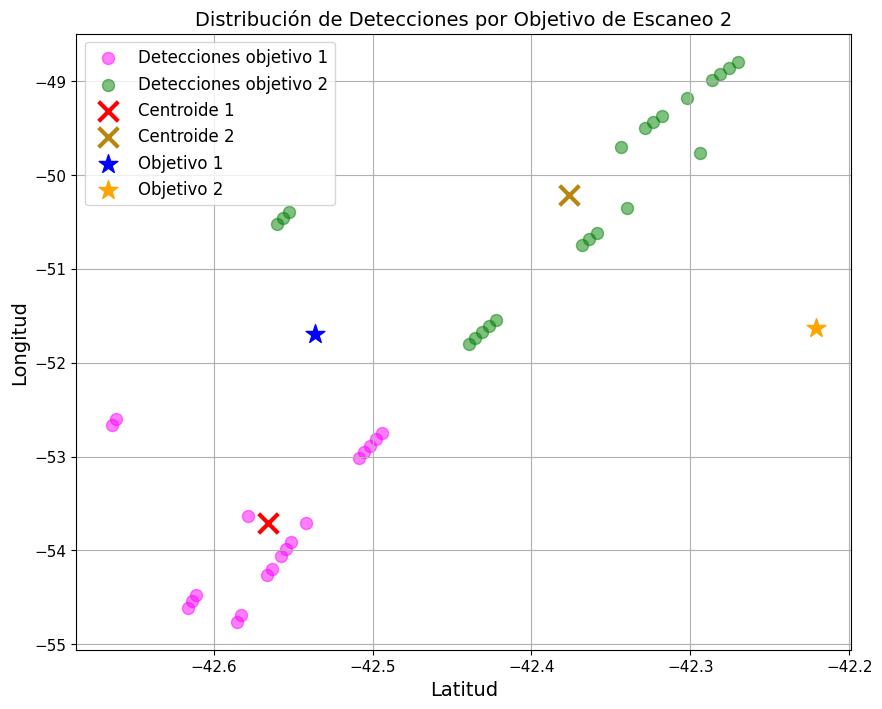 Distribución de Detecciones por Objetivo de Escaneo 2
Detecciones objetivo 1
Detecciones objetivo 2
Centroide 1
Centroide 2
Objetivo 1
Objetivo 2
Longitud
−49
−50
−51
−52
−53
−54
−55
−42.6
−42.5
−42.4
−42.3
−42.2
Latitud